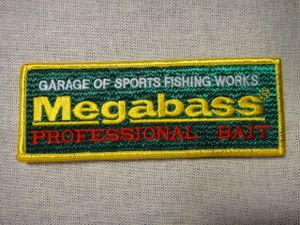 GARAGE OF SPORTS FISHING WORKS
Megabass®
PROFESSIONAL BAIT